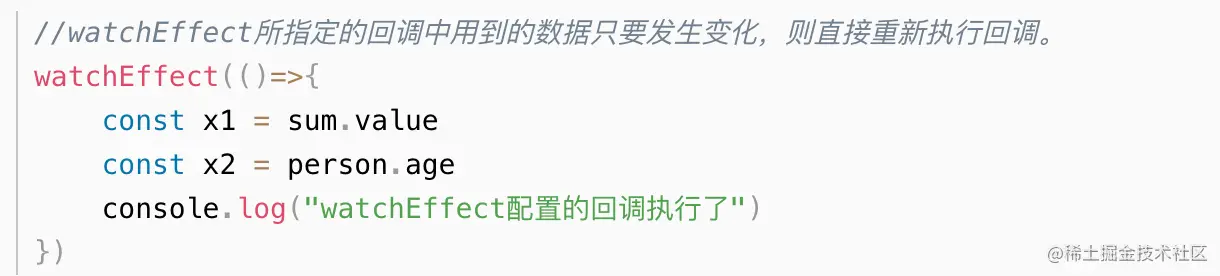 //watchEffect所指定的回调中用到的数据只要发生变化，则直接重新执行回调。
watchEffect(()=>{
    const x1 = sum.value
    const x2 = person.age
    console.log("watchEffect配置的回调执行了")
})
@稀土掘金技术社区